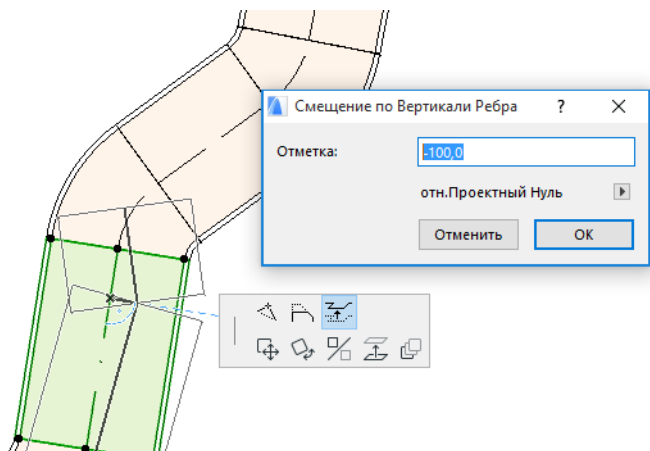 Смещение по Вертикали Ребра
?
Отметка:
-100,0
отн.Проектный Нуль
Отменить
OK